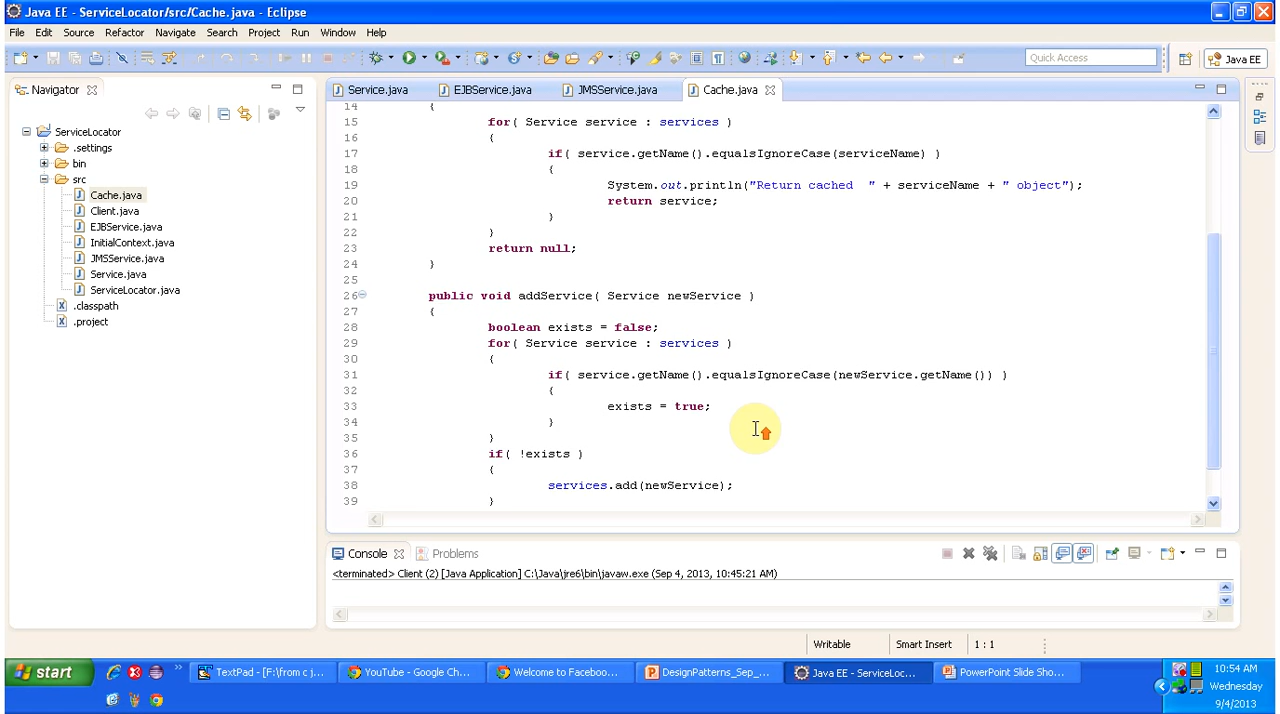 Java EE - ServiceLocator/src/Cache.java - Eclipse
File Edit Source Refactor Navigate Search Project Run Window Help
Quick Access
Java EE
Navigator
Service.java EJBService.java JMSService.java Cache.java
ServiceLocator
.settings
bin
src
Cache.java
Client.java
EJBService.java
InitialContext.java
JMSService.java
Service.java
ServiceLocator.java
.classpath
.project
14 {
15 for( Service service : services )
16 {
17 if( service.getName().equalsIgnoreCase(serviceName) )
18 {
19 System.out.println("Return cached  " + serviceName + " object");
20 return service;
21 }
22 }
23 return null;
24 }
25
26 public void addService( Service newService )
27 {
28 boolean exists = false;
29 for( Service service : services )
30 {
31 if( service.getName().equalsIgnoreCase(newService.getName()) )
32 {
33 exists = true;
34 }
35 }
36 if( !exists )
37 {
38 services.add(newService);
39 }
Console Problems
<terminated> Client (2) [Java Application] C:\Java\jre6\bin\javaw.exe (Sep 4, 2013, 10:45:21 AM)
Writable Smart Insert 1 : 1
start
TextPad - [F:\from c j... YouTube - Google Ch... Welcome to Facebook... DesignPatterns_Sep_... Java EE - ServiceLoc... PowerPoint Slide Sho...
10:54 AM
Wednesday
9/4/2013